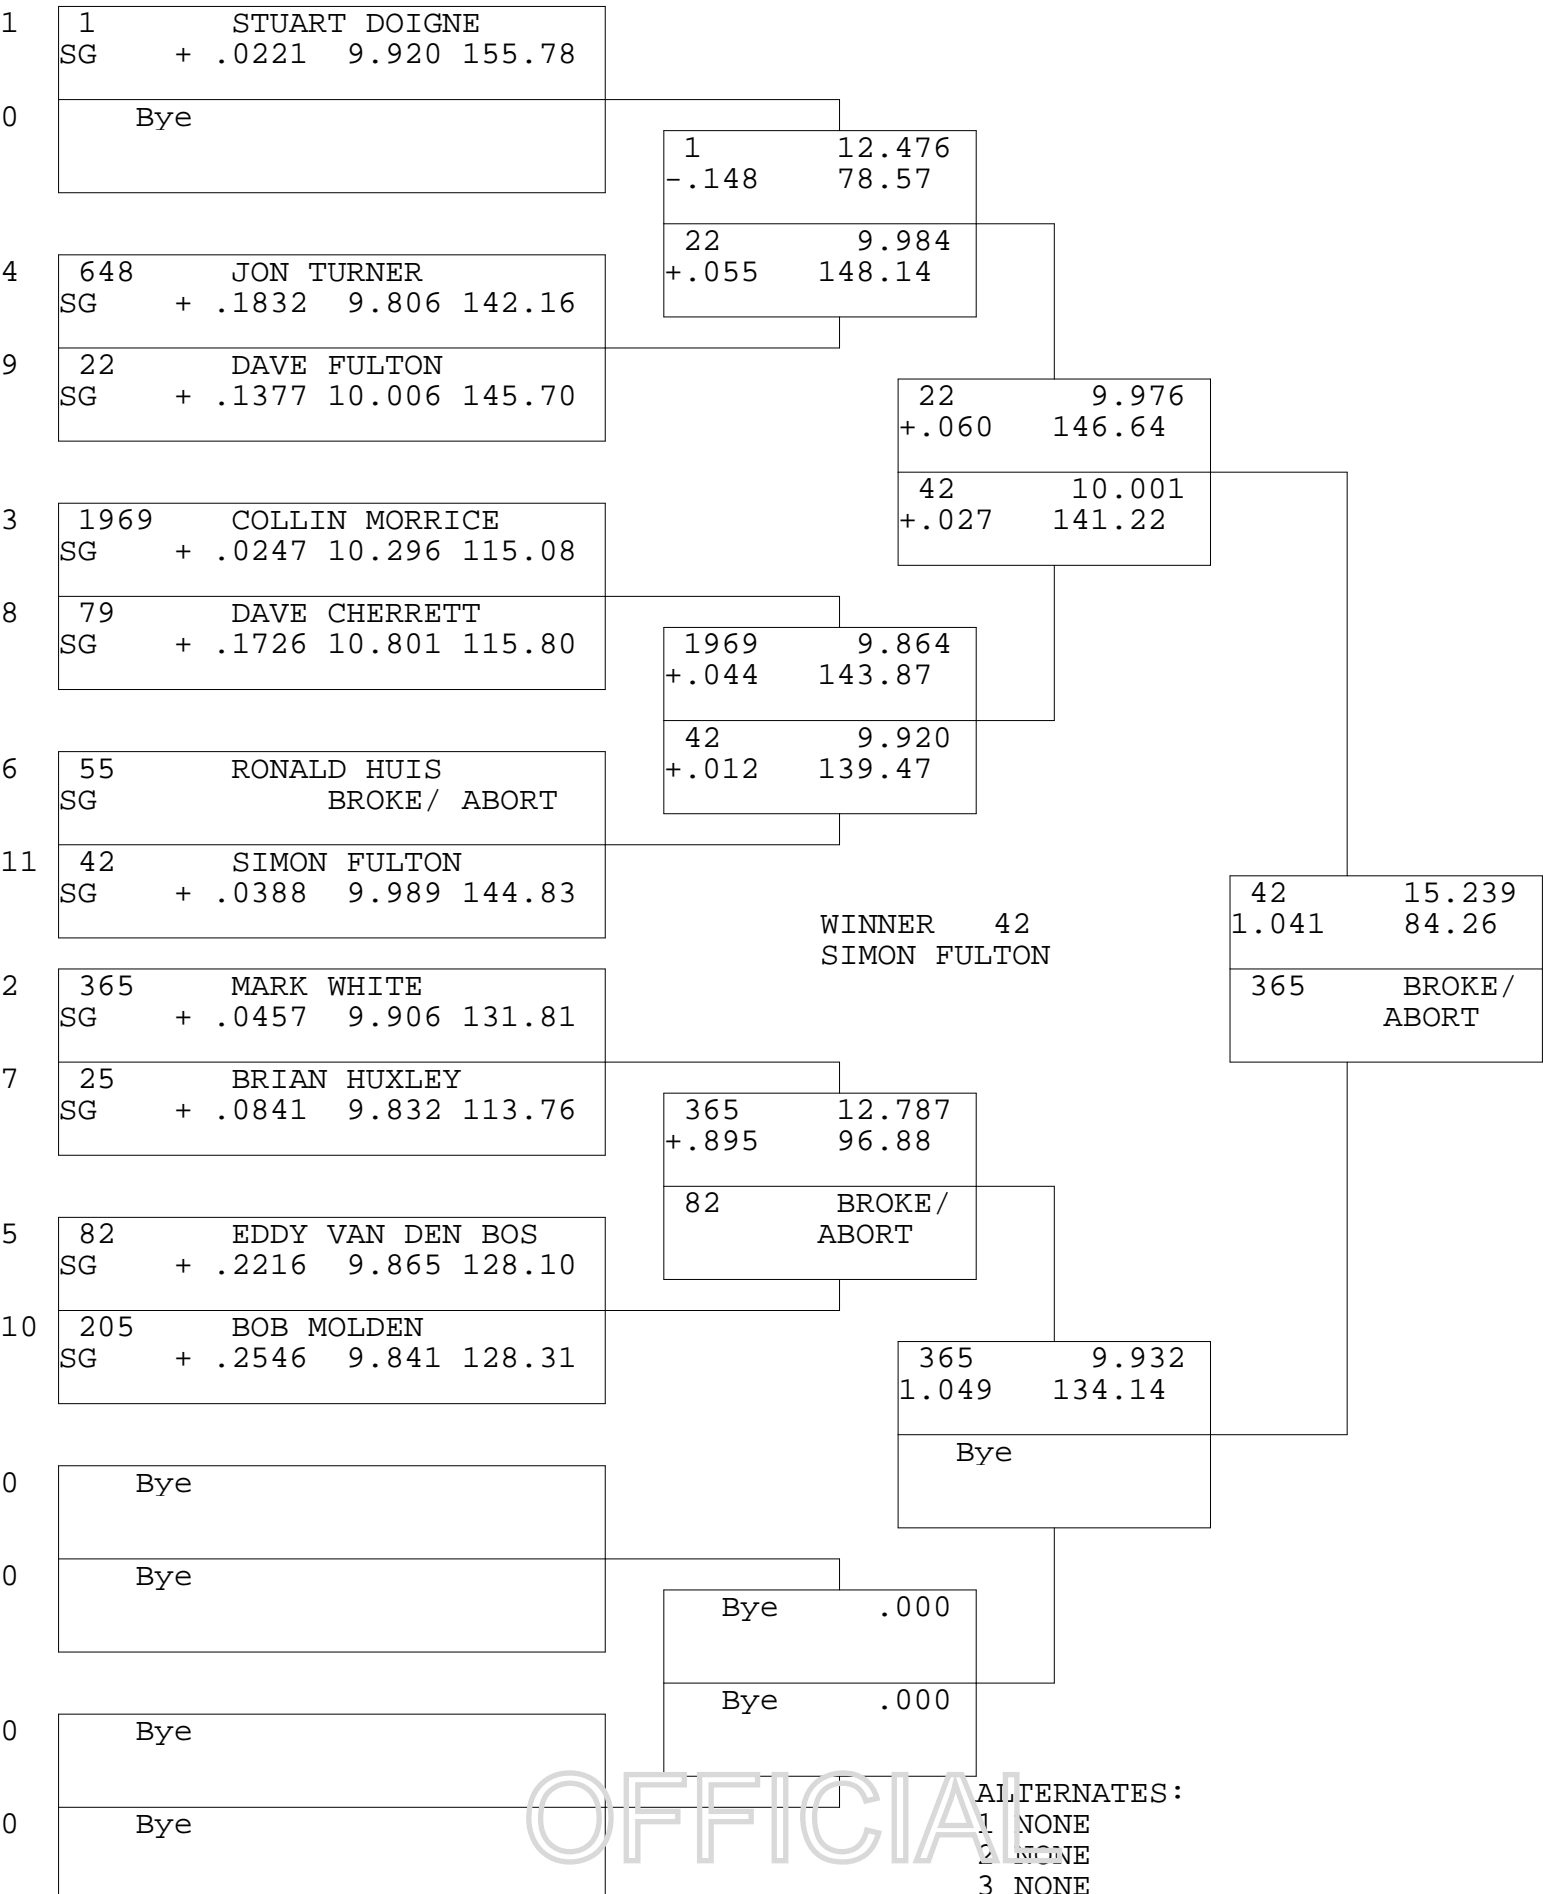 1 1 STUART DOIGNE
SG + .0221 9.920 155.78
0 Bye
1 12.476
-.148 78.57
22 9.984
+.055 148.14
4 648 JON TURNER
SG + .1832 9.806 142.16
9 22 DAVE FULTON
SG + .1377 10.006 145.70
22 9.976
+.060 146.64
42 10.001
+.027 141.22
3 1969 COLLIN MORRICE
SG + .0247 10.296 115.08
8 79 DAVE CHERRETT
SG + .1726 10.801 115.80
1969 9.864
+.044 143.87
42 9.920
+.012 139.47
6 55 RONALD HUIS
SG BROKE/ ABORT
11 42 SIMON FULTON
SG + .0388 9.989 144.83
WINNER 42
SIMON FULTON
42 15.239
1.041 84.26
365 BROKE/
ABORT
2 365 MARK WHITE
SG + .0457 9.906 131.81
7 25 BRIAN HUXLEY
SG + .0841 9.832 113.76
365 12.787
+.895 96.88
82 BROKE/
ABORT
5 82 EDDY VAN DEN BOS
SG + .2216 9.865 128.10
10 205 BOB MOLDEN
SG + .2546 9.841 128.31
365 9.932
1.049 134.14
Bye
0 Bye
0 Bye
Bye .000
Bye .000
0 Bye
0 Bye
OFFICIAL
ALTERNATES:
1 NONE
2 NONE
3 NONE